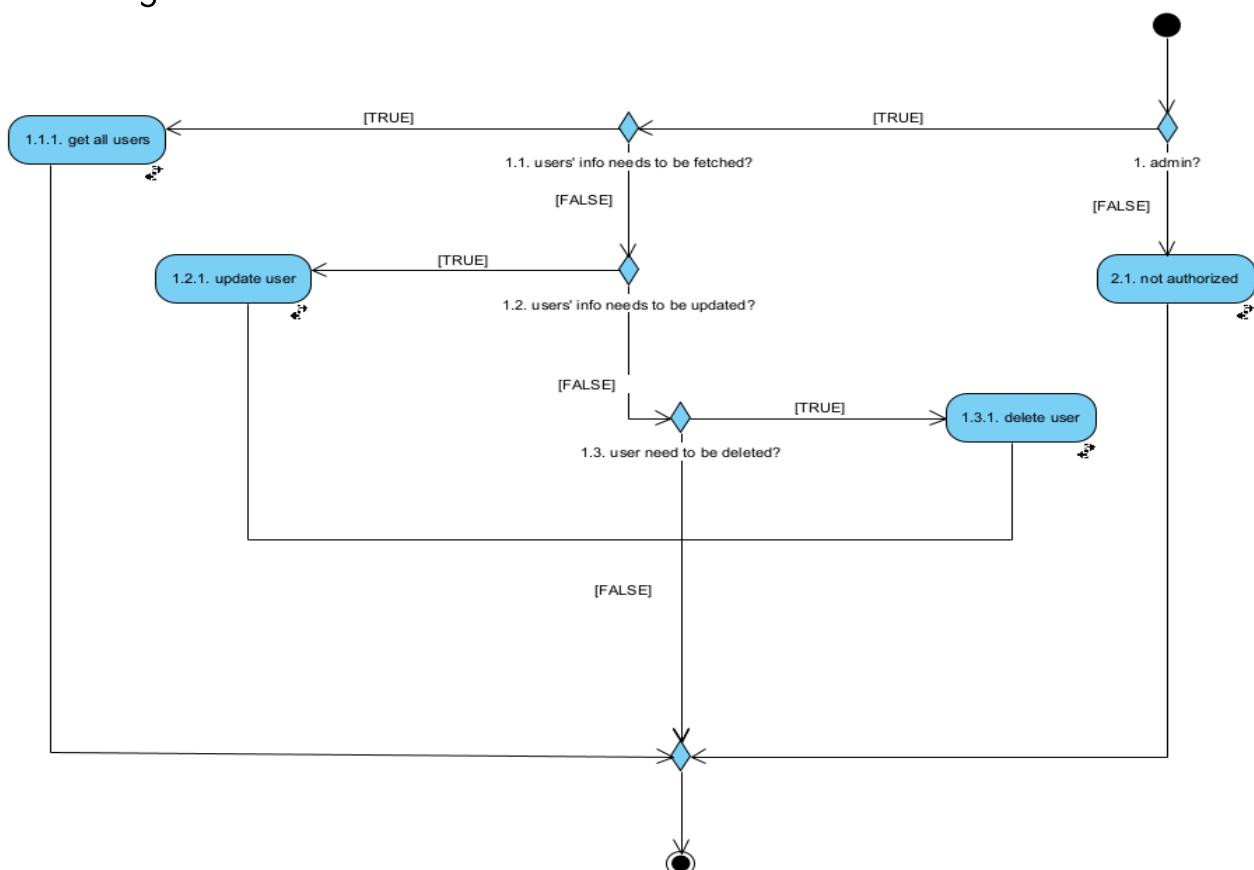 [TRUE]
[TRUE]
1.1.1. get all users
1.1. users' info needs to be fetched?
1. admin?
[FALSE]
[FALSE]
[TRUE]
1.2.1. update user
2.1. not authorized
1.2. users' info needs to be updated?
[FALSE]
[TRUE]
1.3.1. delete user
1.3. user need to be deleted?
[FALSE]